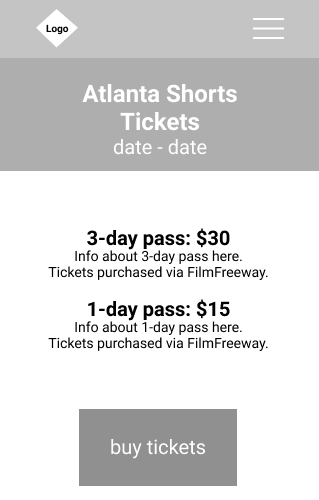 Logo
Atlanta Shorts
Tickets
date - date
3-day pass: $30
Info about 3-day pass here.
Tickets purchased via FilmFreeway.
1-day pass: $15
Info about 1-day pass here.
Tickets purchased via FilmFreeway.
buy tickets